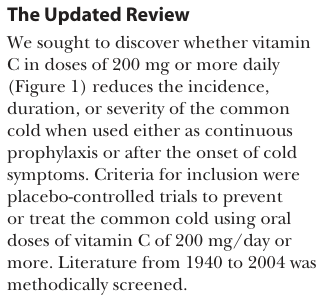 The Updated Review
We sought to discover whether vitamin
C in doses of 200 mg or more daily
(Figure 1) reduces the incidence,
duration, or severity of the common
cold when used either as continuous
prophylaxis or after the onset of cold
symptoms. Criteria for inclusion were
placebo-controlled trials to prevent
or treat the common cold using oral
doses of vitamin C of 200 mg/day or
more. Literature from 1940 to 2004 was
methodically screened.